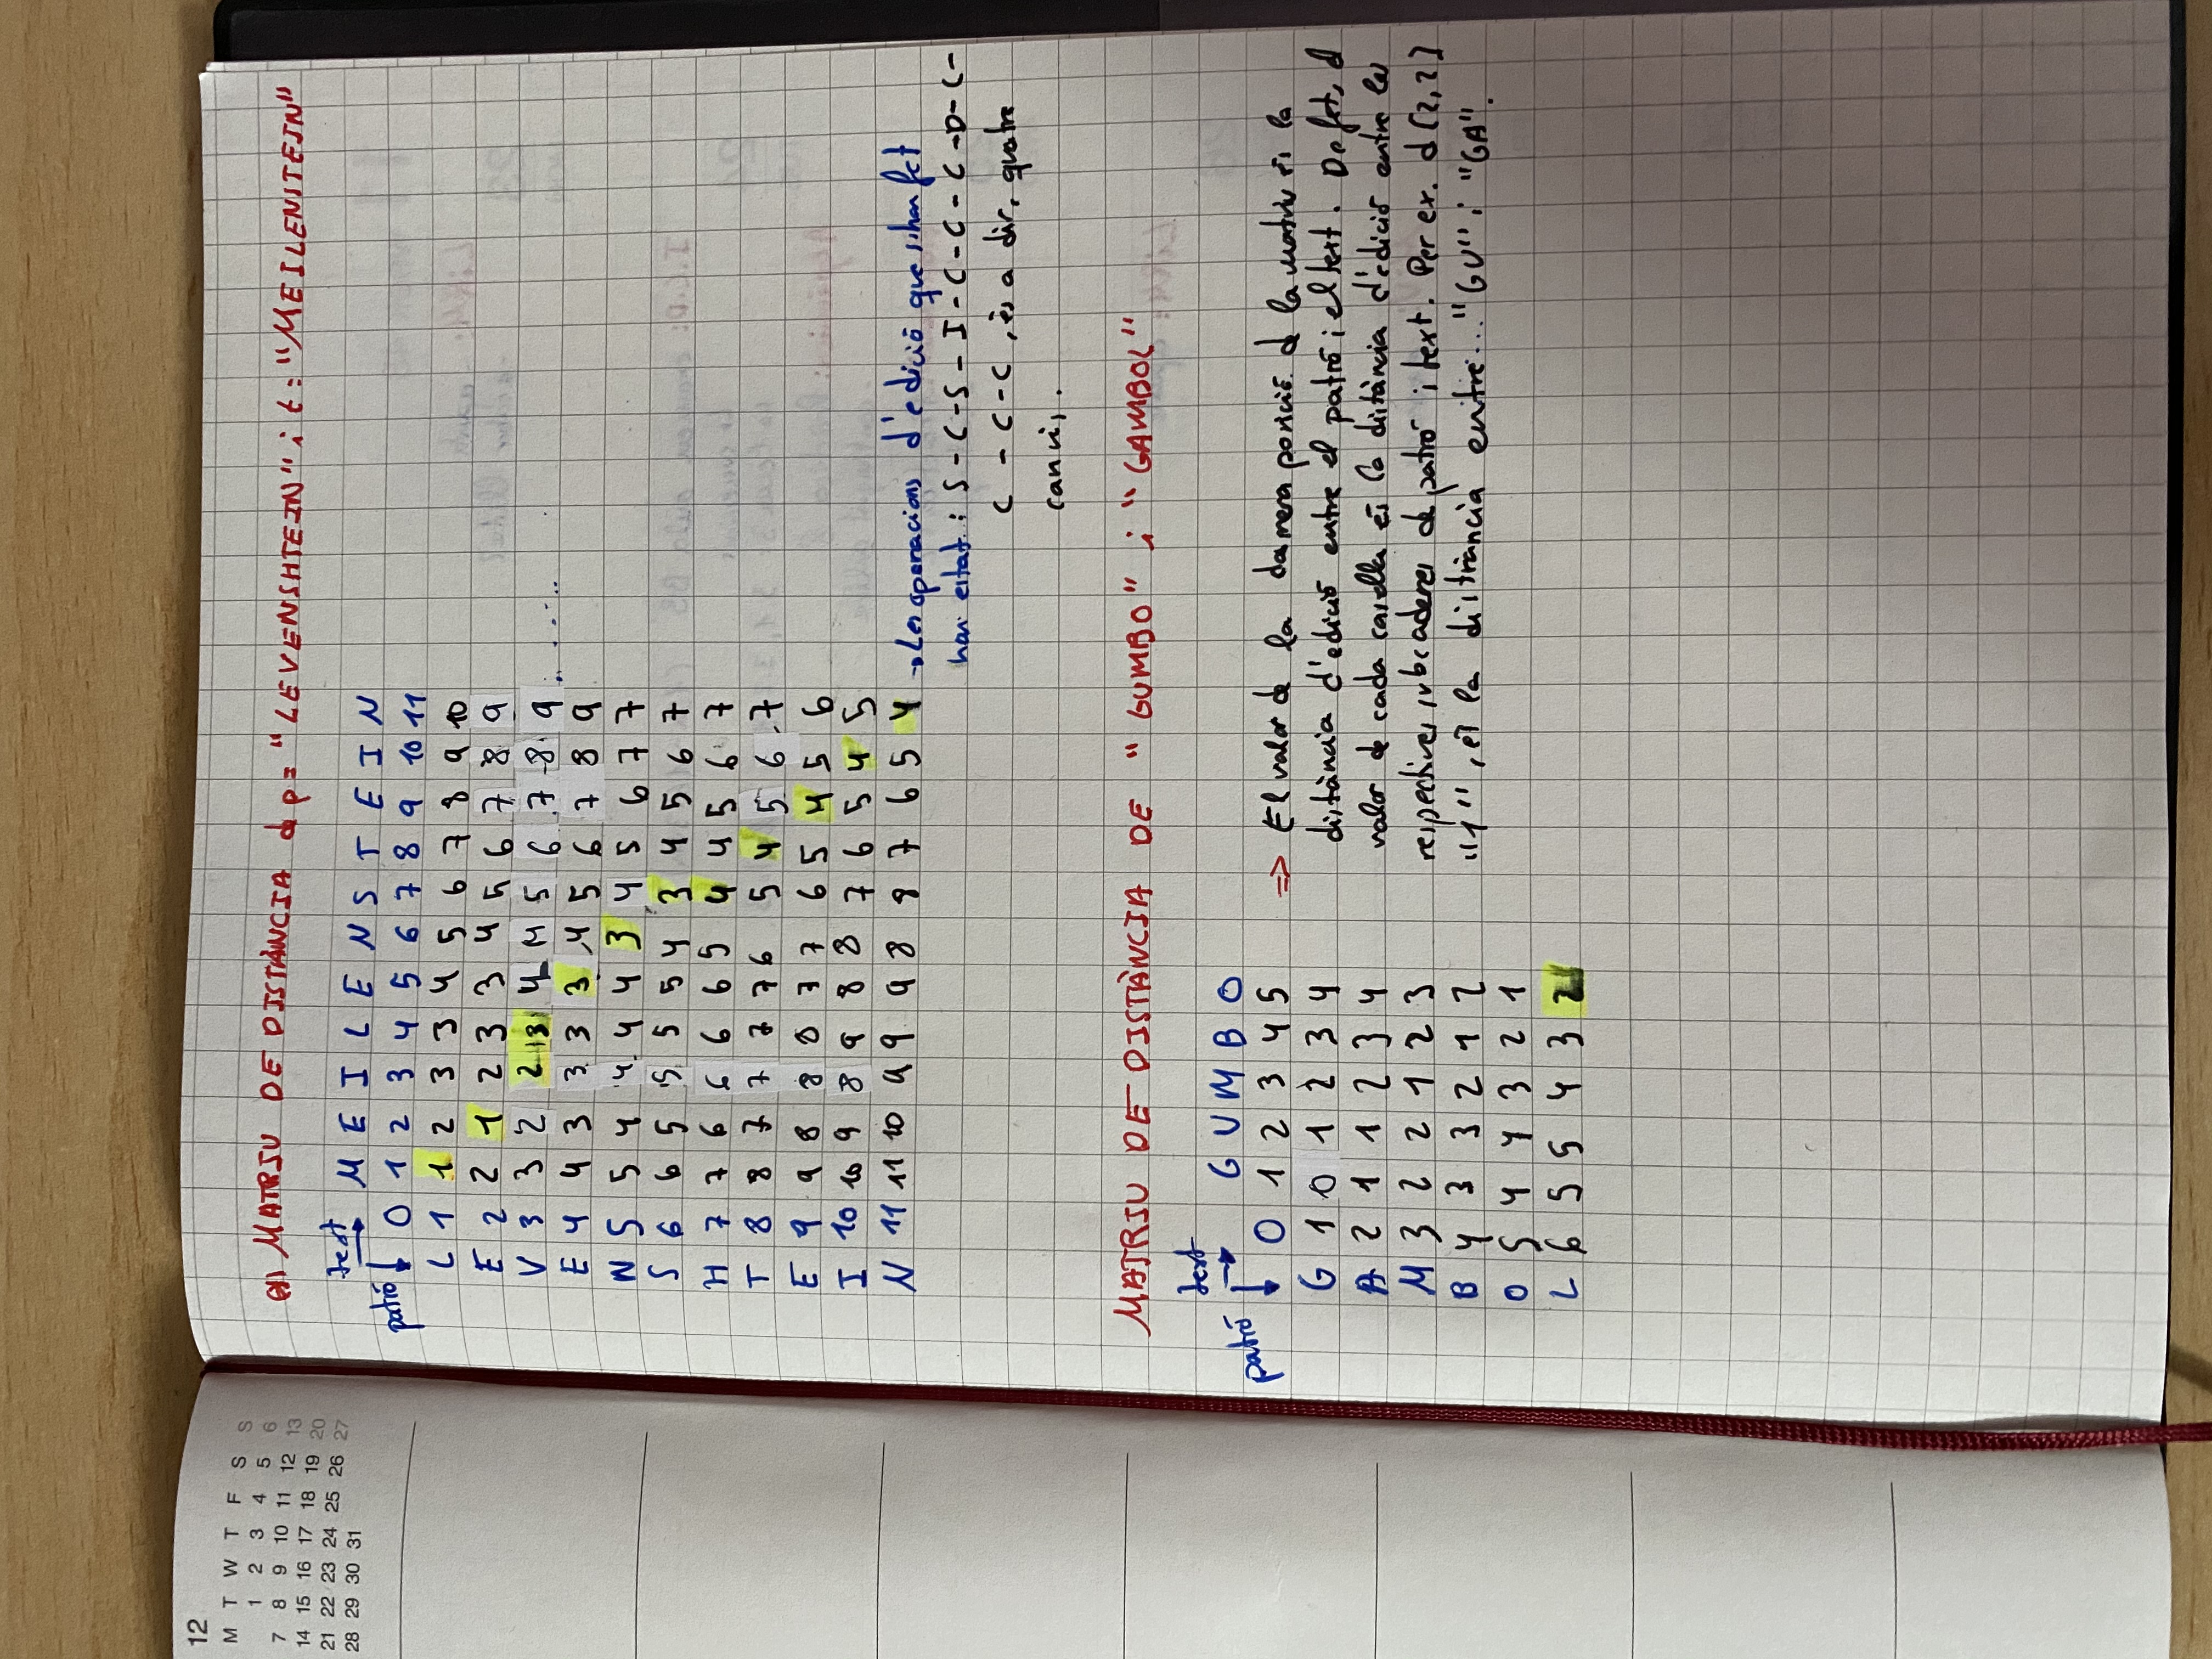 12
M T W T F S S
1 2 3 4 5 6
7 8 9 10 11 12 13
14 15 16 17 18 19 20
21 22 23 24 25 26 27
28 29 30 31
MATRIU DE DISTÀNCIA d p= "LEVENSHTEIN" i t= "MEILENSTEIN"
text
M E I L E N S T E I N
patró 0 1 2 3 4 5 6 7 8 9 10 11
L 1 1 2 3 3 4 5 6 7 8 9 10
E 2 2 1 2 3 3 4 5 6 7 8 9
V 3 3 2 2 3 4 4 5 6 7 8 9
E 4 4 3 3 3 3 4 5 6 7 8 9
N 5 5 4 4 4 4 3 4 5 6 7 7
S 6 6 5 5 5 5 4 3 4 5 6 7
H 7 7 6 6 6 6 5 4 4 5 6 7
T 8 8 7 7 7 7 6 5 4 5 6 7
E 9 9 8 8 8 7 7 6 5 4 5 6
I 10 10 9 8 9 8 8 7 6 5 4 5
N 11 11 10 9 9 9 8 8 7 6 5 4
→ Les operacions d'edició que s'han fet
han estat: S - C - S - I - C - C - C - D - C -
C - C - C, és a dir, quatre
canvis.
MATRIU DE DISTÀNCIA DE "GUMBO" i "GAMBOL"
text
G U M B O
patró 0 1 2 3 4 5
G 1 0 1 2 3 4
A 2 1 1 2 3 4
M 3 2 2 1 2 3
B 4 3 3 2 1 2
O 5 4 4 3 2 1
L 6 5 5 4 3 2
⇒ El valor de la darrera posició d la matriu és la
distància d'edició entre el patró i el text. De fet, el
valor de cada casella és la distància d'edició entre les
respectives subcadenes de patró i text. Per ex. d[2,2]
"1", és la distrància entre... "GU" i "GA".